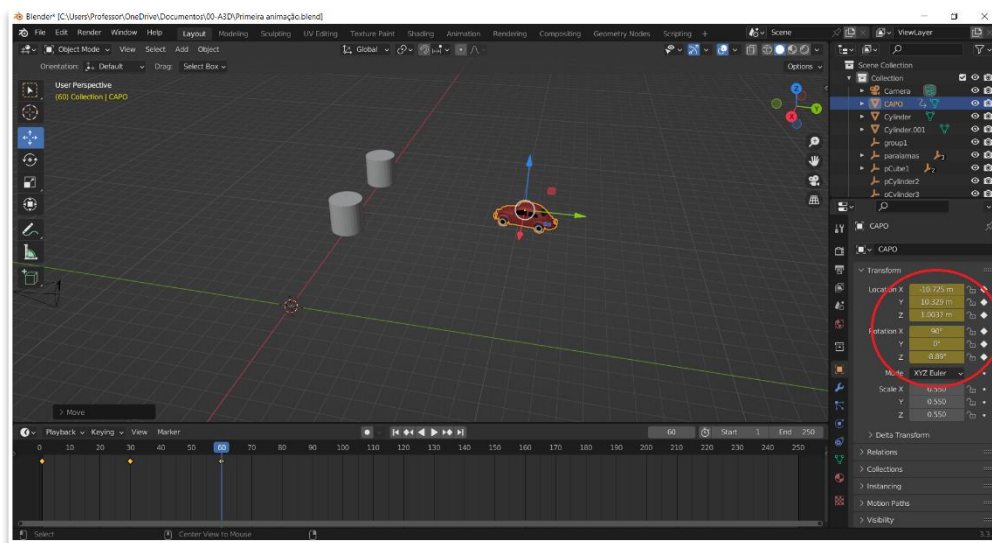 Blender* [C:\Users\Professor\OneDrive\Documentos\00-A3D\Primeira animação.blend]
File Edit Render Window Help Layout Modeling Sculpting UV Editing Texture Paint Shading Animation Rendering Compositing Geometry Nodes Scripting + Scene ViewLayer
Object Mode View Select Add Object Global
Orientation: Default Drag: Select Box Options
User Perspective
(60) Collection | CAPO
Z
Y
X
> Move
Scene Collection
Collection
Camera
CAPO
Cylinder
Cylinder.001
group1
paralamas 3
pCube1 2
pCylinder2
pCylinder3
CAPO
CAPO
Transform
Location X -10.725 m
Y 10.329 m
Z 1.0033 m
Rotation X 90°
Y 0°
Z -0.89°
Mode XYZ Euler
Scale X 0.550
Y 0.550
Z 0.550
> Delta Transform
> Relations
> Collections
> Instancing
> Motion Paths
> Visibility
Playback Keying View Marker 60 Start 1 End 250
0 10 20 30 40 50 60 70 80 90 100 110 120 130 140 150 160 170 180 190 200 210 220 230 240 250
Select Center View to Mouse